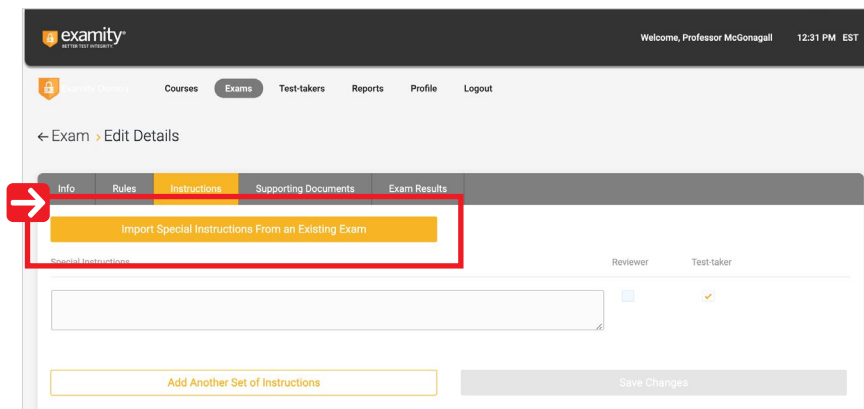 examity®
BETTER TEST INTEGRITY
Welcome, Professor McGonagall 12:31 PM EST
Courses Exams Test-takers Reports Profile Logout
←Exam › Edit Details
Info Rules Instructions Supporting Documents Exam Results
Import Special Instructions From an Existing Exam
Special Instructions Reviewer Test-taker
Add Another Set of Instructions Save Changes